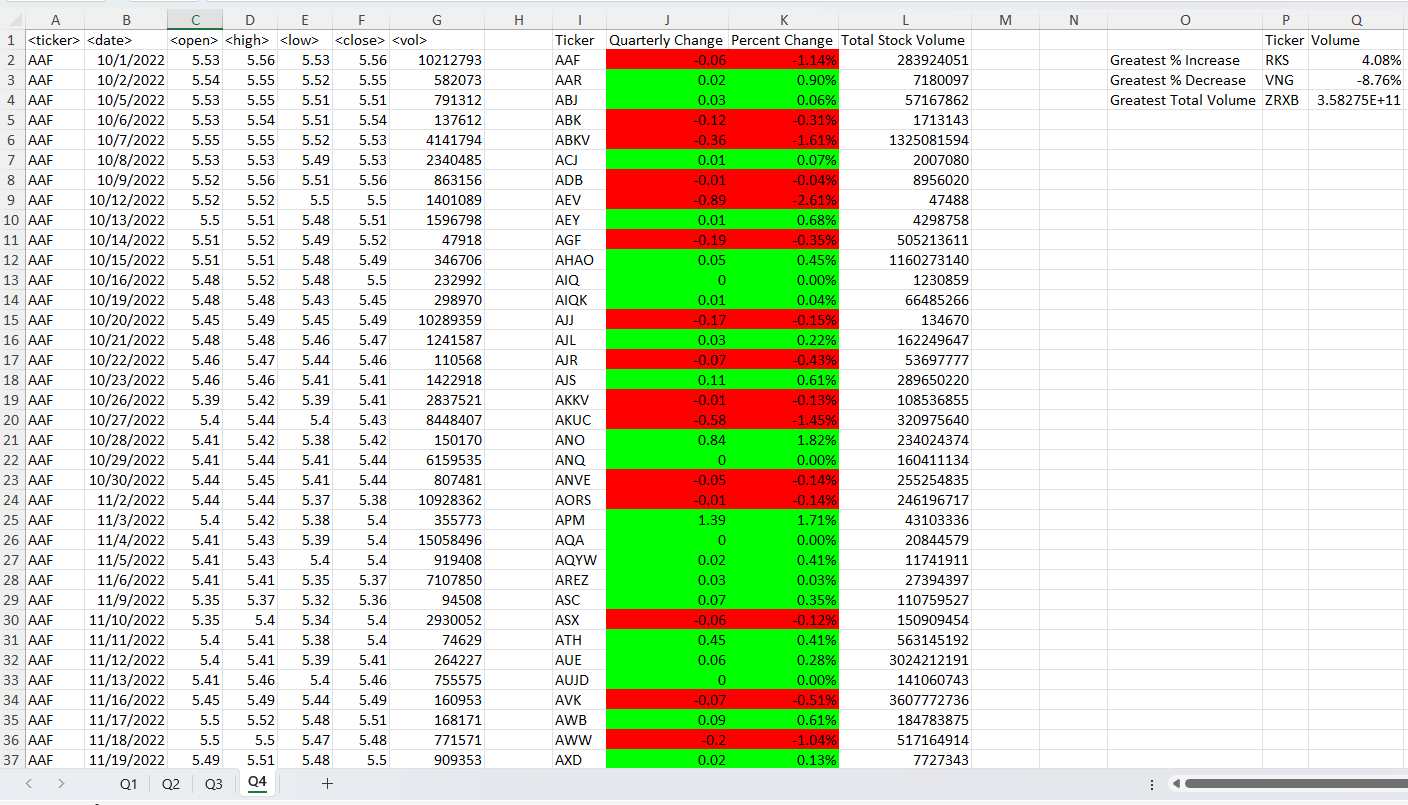 A B C D E F G H I J K L M N O P Q
1 <ticker> <date> <open> <high> <low> <close> <vol> Ticker Quarterly Change Percent Change Total Stock Volume Ticker Volume
2 AAF 10/1/2022 5.53 5.56 5.53 5.56 10212793 AAF -0.06 -1.14% 283924051 Greatest % Increase RKS 4.08%
3 AAF 10/2/2022 5.54 5.55 5.52 5.55 582073 AAR 0.02 0.90% 7180097 Greatest % Decrease VNG -8.76%
4 AAF 10/5/2022 5.53 5.55 5.51 5.51 791312 ABJ 0.03 0.06% 57167862 Greatest Total Volume ZRXB 3.58275E+11
5 AAF 10/6/2022 5.53 5.54 5.51 5.54 137612 ABK -0.12 -0.31% 1713143
6 AAF 10/7/2022 5.55 5.55 5.52 5.53 4141794 ABKV -0.36 -1.61% 1325081594
7 AAF 10/8/2022 5.53 5.53 5.49 5.53 2340485 ACJ 0.01 0.07% 2007080
8 AAF 10/9/2022 5.52 5.56 5.51 5.56 863156 ADB -0.01 -0.04% 8956020
9 AAF 10/12/2022 5.52 5.52 5.5 5.5 1401089 AEV -0.89 -2.61% 47488
10 AAF 10/13/2022 5.5 5.51 5.48 5.51 1596798 AEY 0.01 0.68% 4298758
11 AAF 10/14/2022 5.51 5.52 5.49 5.52 47918 AGF -0.19 -0.35% 505213611
12 AAF 10/15/2022 5.51 5.51 5.48 5.49 346706 AHAO 0.05 0.45% 1160273140
13 AAF 10/16/2022 5.48 5.52 5.48 5.5 232992 AIQ 0 0.00% 1230859
14 AAF 10/19/2022 5.48 5.48 5.43 5.45 298970 AIQK 0.01 0.04% 66485266
15 AAF 10/20/2022 5.45 5.49 5.45 5.49 10289359 AJJ -0.17 -0.15% 134670
16 AAF 10/21/2022 5.48 5.48 5.46 5.47 1241587 AJL 0.03 0.22% 162249647
17 AAF 10/22/2022 5.46 5.47 5.44 5.46 110568 AJR -0.07 -0.43% 53697777
18 AAF 10/23/2022 5.46 5.46 5.41 5.41 1422918 AJS 0.11 0.61% 289650220
19 AAF 10/26/2022 5.39 5.42 5.39 5.41 2837521 AKKV -0.01 -0.13% 108536855
20 AAF 10/27/2022 5.4 5.44 5.4 5.43 8448407 AKUC -0.58 -1.45% 320975640
21 AAF 10/28/2022 5.41 5.42 5.38 5.42 150170 ANO 0.84 1.82% 234024374
22 AAF 10/29/2022 5.41 5.44 5.41 5.44 6159535 ANQ 0 0.00% 160411134
23 AAF 10/30/2022 5.44 5.45 5.41 5.44 807481 ANVE -0.05 -0.14% 255254835
24 AAF 11/2/2022 5.44 5.44 5.37 5.38 10928362 AORS -0.01 -0.14% 246196717
25 AAF 11/3/2022 5.4 5.42 5.38 5.4 355773 APM 1.39 1.71% 43103336
26 AAF 11/4/2022 5.41 5.43 5.39 5.4 15058496 AQA 0 0.00% 20844579
27 AAF 11/5/2022 5.41 5.43 5.4 5.4 919408 AQYW 0.02 0.41% 11741911
28 AAF 11/6/2022 5.41 5.41 5.35 5.37 7107850 AREZ 0.03 0.03% 27394397
29 AAF 11/9/2022 5.35 5.37 5.32 5.36 94508 ASC 0.07 0.35% 110759527
30 AAF 11/10/2022 5.35 5.4 5.34 5.4 2930052 ASX -0.06 -0.12% 150909454
31 AAF 11/11/2022 5.4 5.41 5.38 5.4 74629 ATH 0.45 0.41% 563145192
32 AAF 11/12/2022 5.4 5.41 5.39 5.41 264227 AUE 0.06 0.28% 3024212191
33 AAF 11/13/2022 5.41 5.46 5.4 5.46 755575 AUJD 0 0.00% 141060743
34 AAF 11/16/2022 5.45 5.49 5.44 5.49 160953 AVK -0.07 -0.51% 3607772736
35 AAF 11/17/2022 5.5 5.52 5.48 5.51 168171 AWB 0.09 0.61% 184783875
36 AAF 11/18/2022 5.5 5.5 5.47 5.48 771571 AWW -0.2 -1.04% 517164914
37 AAF 11/19/2022 5.49 5.51 5.48 5.5 909353 AXD 0.02 0.13% 7727343
Q1 Q2 Q3 Q4 +